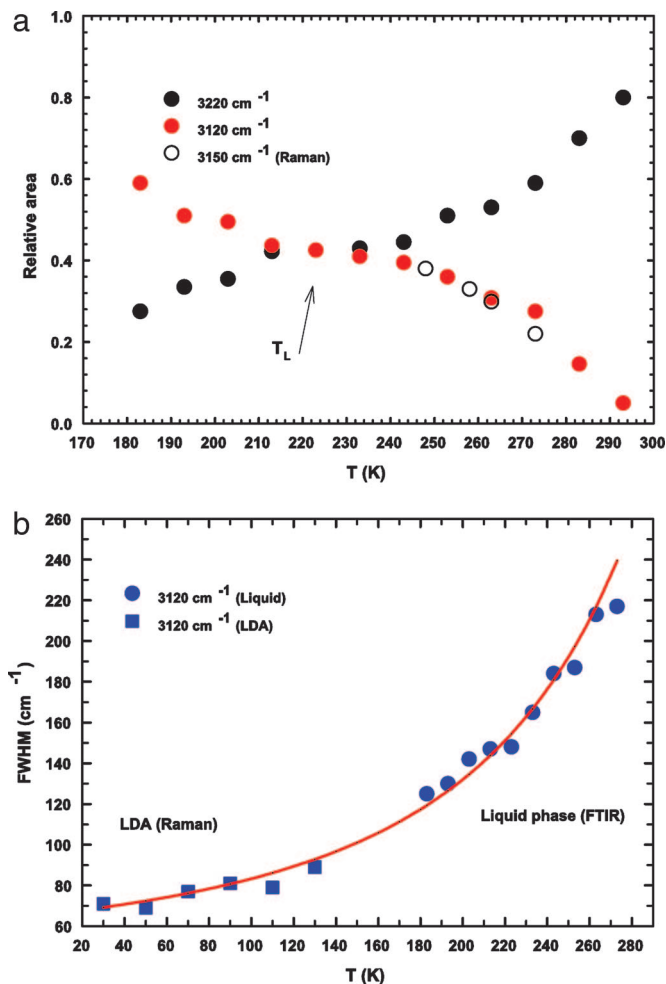 a
1.0
0.8
0.6
0.4
0.2
0.0
Relative area
3220 cm -1
3120 cm -1
3150 cm -1 (Raman)
TL
170 180 190 200 210 220 230 240 250 260 270 280 290 300
T (K)
b
260
240
220
200
180
160
140
120
100
80
60
FWHM (cm -1)
3120 cm -1 (Liquid)
3120 cm -1 (LDA)
LDA (Raman)
Liquid phase (FTIR)
20 40 60 80 100 120 140 160 180 200 220 240 260 280
T (K)